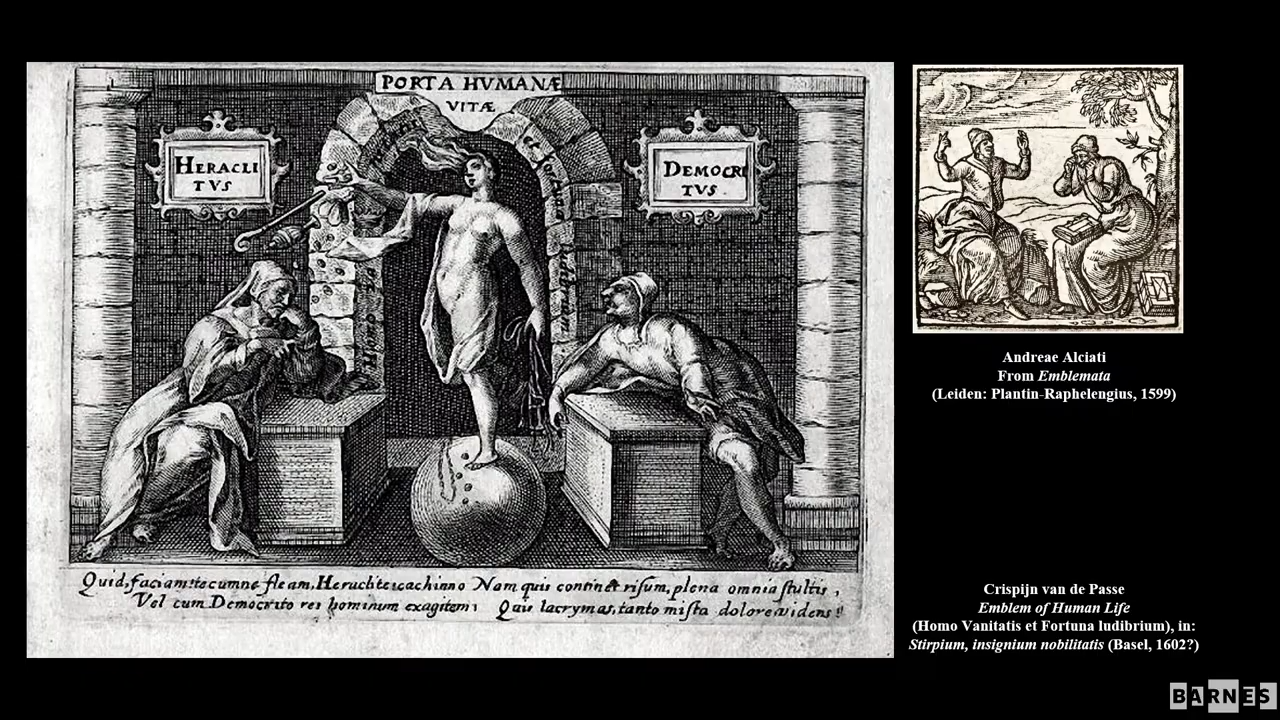 PORTA HUMANÆ
VITÆ
HERACLI
TVS
DEMOCRI
TVS.
Quid, faciam: tecumne fleam, Heraclite, cachinno Nam quis contin& risum, plena omnia stultis,
Vel cum Democrito res hominum exagitem? Quis lacrymas, tanto mista dolore, videns?
Andreae Alciati
From Emblemata
(Leiden: Plantin-Raphelengius, 1599)
Crispijn van de Passe
Emblem of Human Life
(Homo Vanitatis et Fortuna ludibrium), in:
Stirpium, insignium nobilitatis (Basel, 1602?)
BARNES